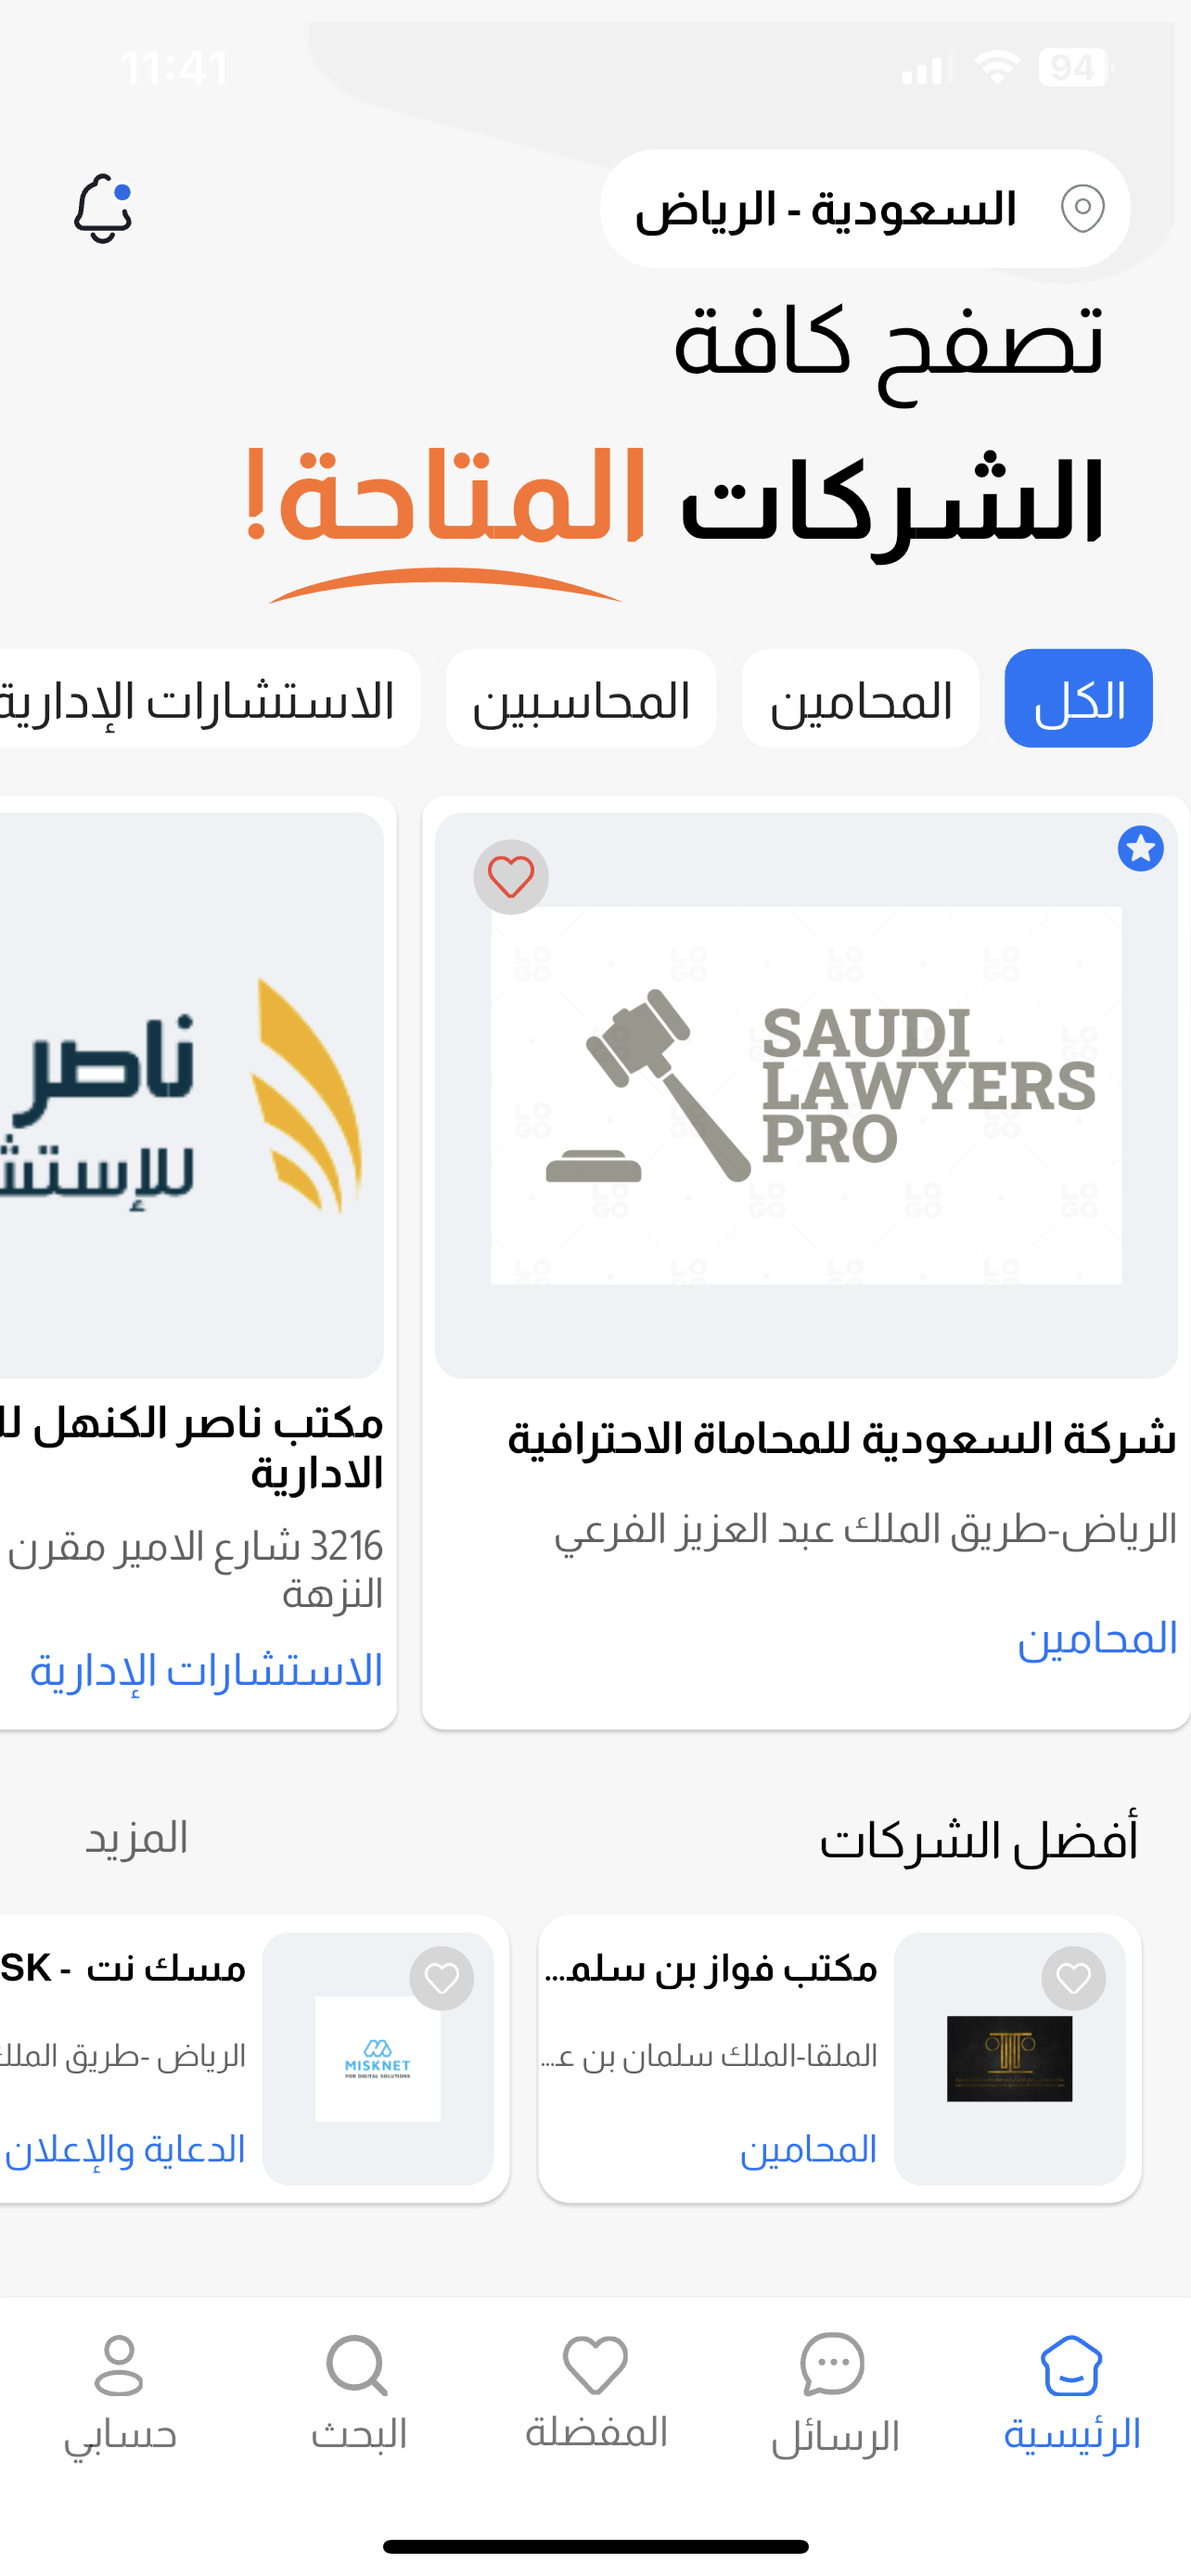 11:41
94
السعودية - الرياض
تصفح كافة
الشركات المتاحة!
الكل
المحامين
المحاسبين
الاستشارات الإدارية
SAUDI
LAWYERS
PRO
شركة السعودية للمحاماة الاحترافية
الرياض-طريق الملك عبد العزيز الفرعي
المحامين
ناصر
للإستش
مكتب ناصر الكنهل لل
الادارية
3216 شارع الامير مقرن
النزهة
الاستشارات الإدارية
أفضل الشركات
المزيد
مكتب فواز بن سلمـ...
الملقا-الملك سلمان بن عـ...
المحامين
مسك نت - SK
MISKNET
FOR DIGITAL SOLUTIONS
الرياض -طريق الملك
الدعاية والإعلان
الرئيسية
الرسائل
المفضلة
البحث
حسابي